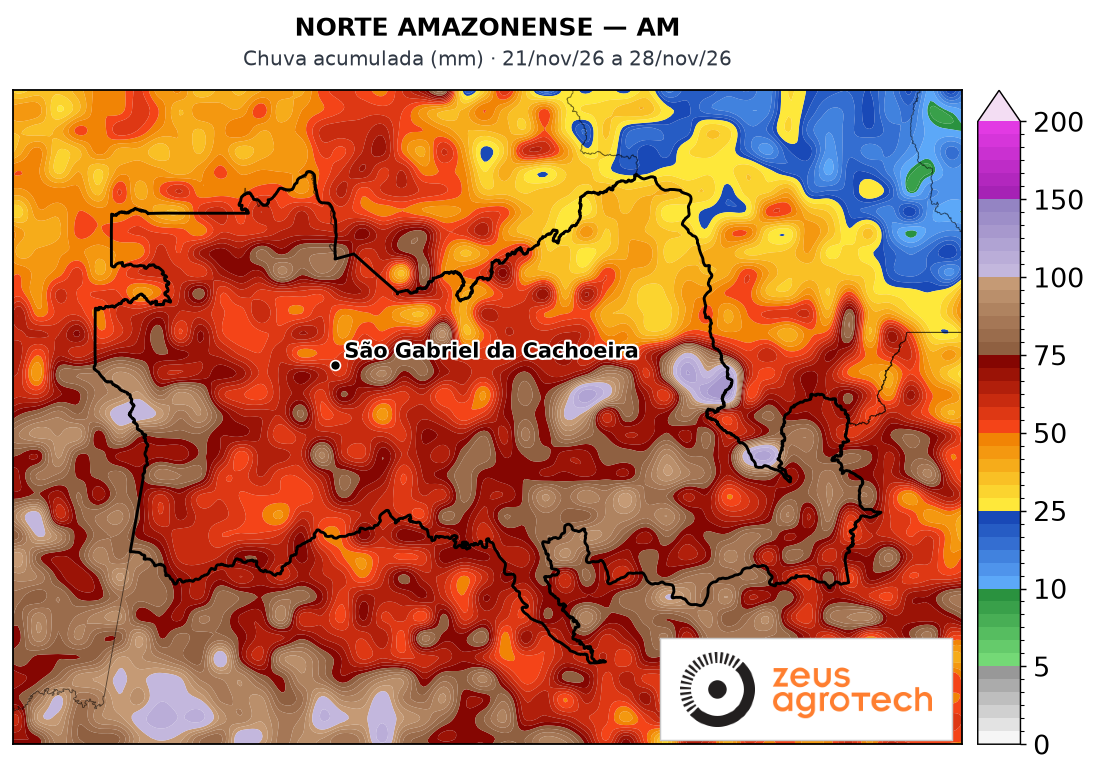 NORTE AMAZONENSE — AM
Chuva acumulada (mm) · 21/nov/26 a 28/nov/26
São Gabriel da Cachoeira
200
150
100
75
50
25
10
5
0
zeus
agroTech